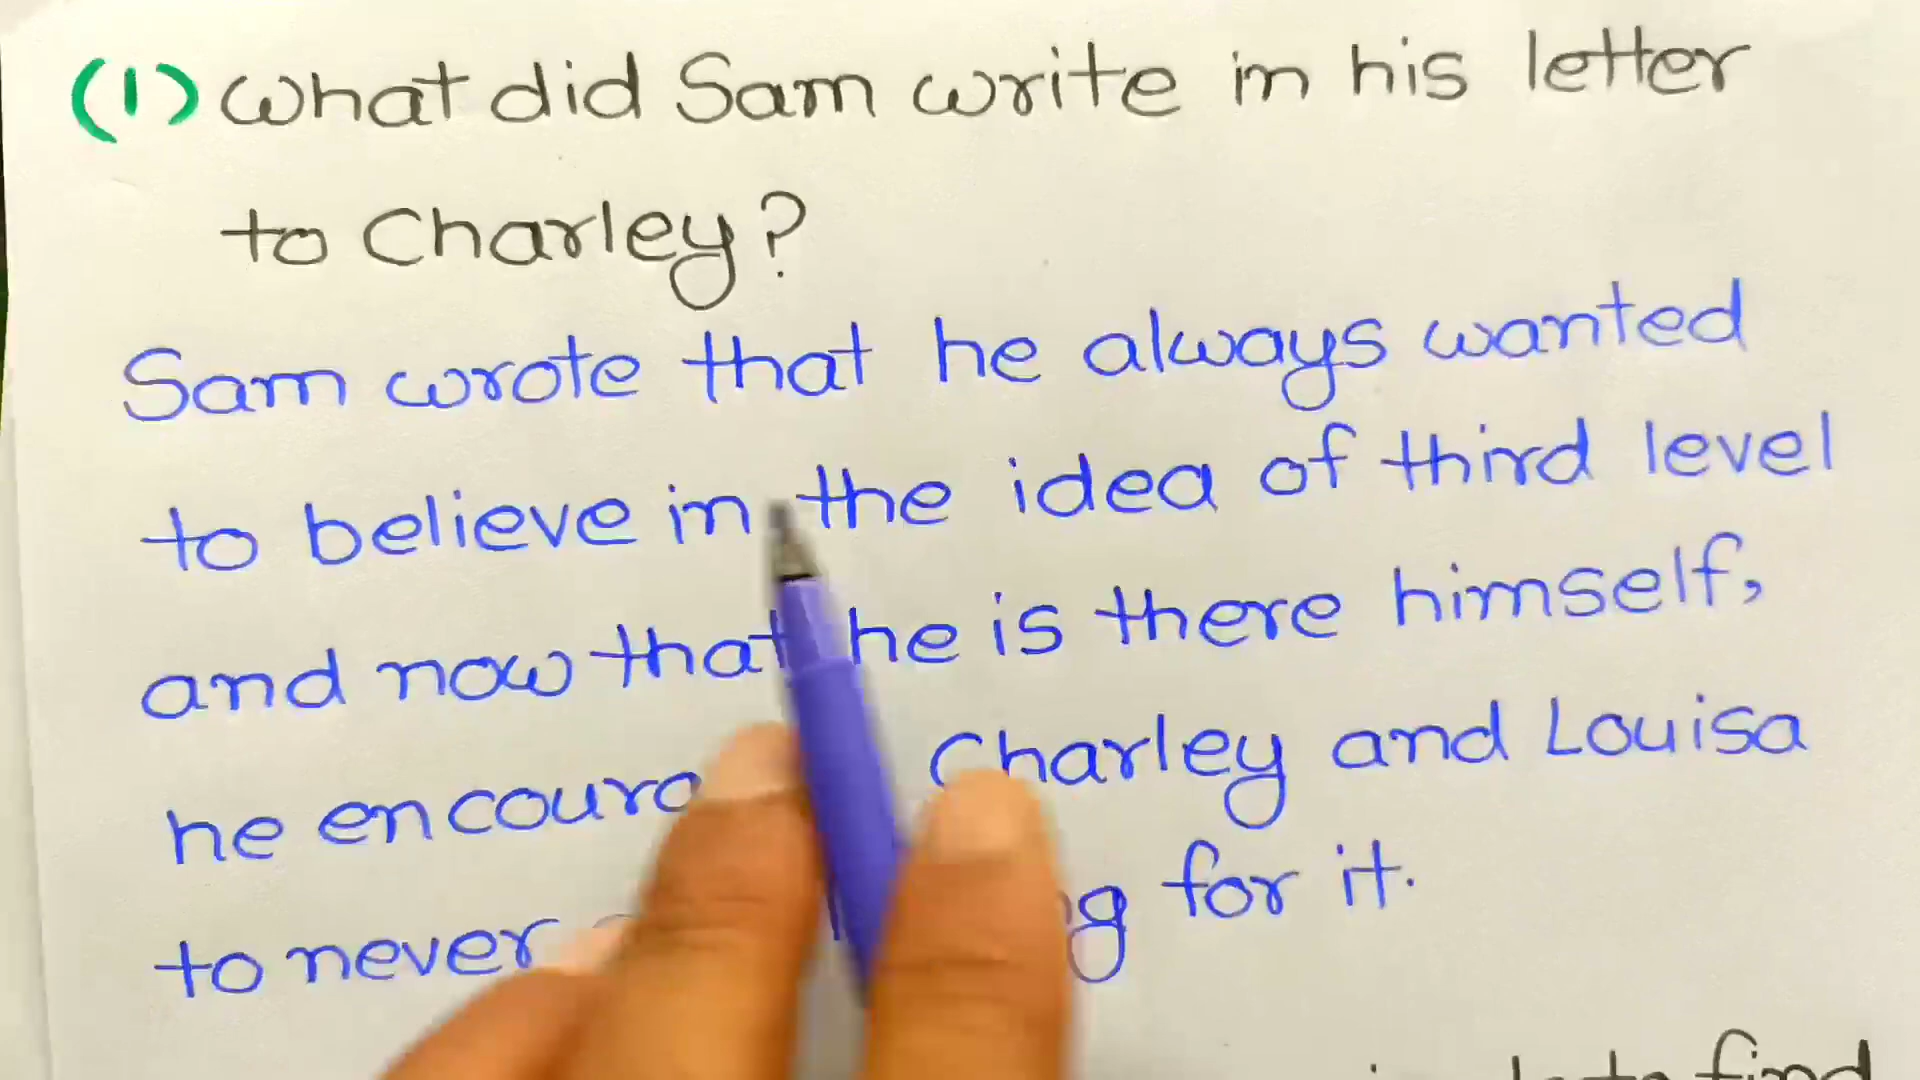 (1) What did Sam write in his letter
to Charley?
Sam wrote that he always wanted
to believe in the idea of third level
and now that he is there himself,
he Charley and Louisa
to never for it.
find